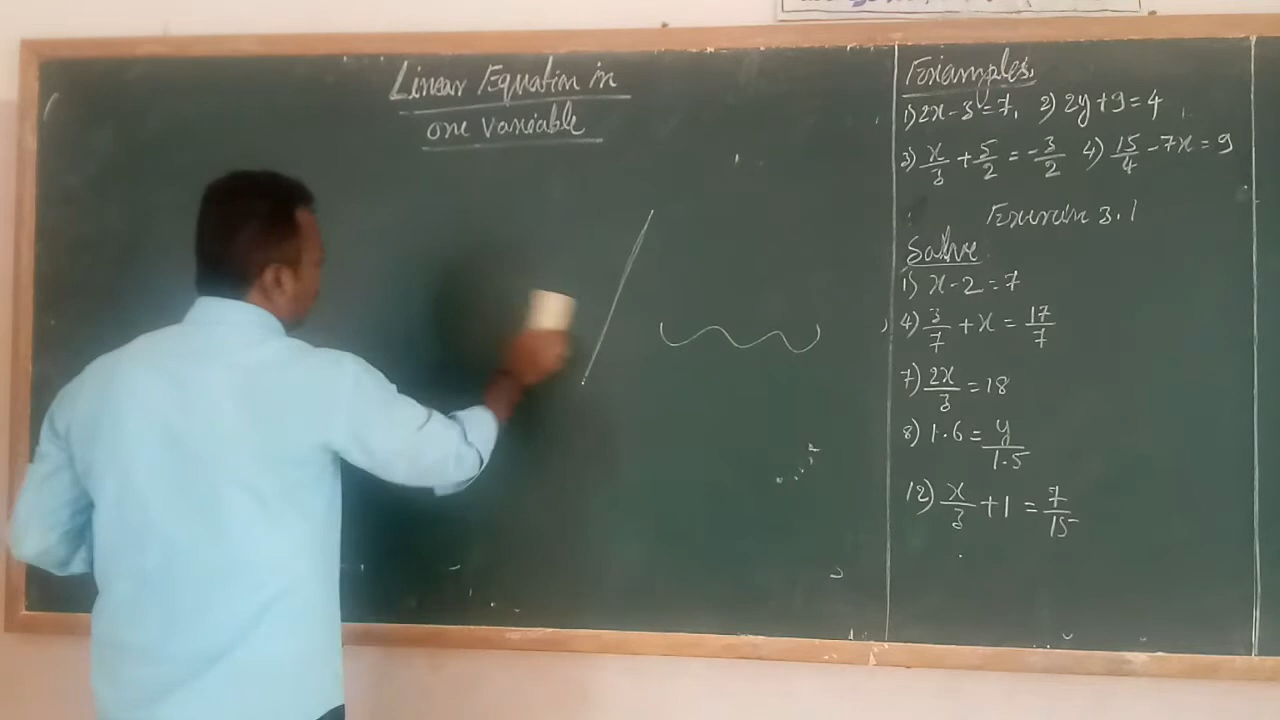 Linear Equation in
one variable
Examples.
1) 2x - 3 = 7, 2) 2y + 9 = 4
3) x/3 + 5/2 = -3/2 4) 15/4 - 7x = 9
Exercise 3.1
Solve
1) x - 2 = 7
4) 3/7 + x = 17/7
7) 2x/3 = 18
8) 1.6 = y/1.5
12) x/3 + 1 = 7/15